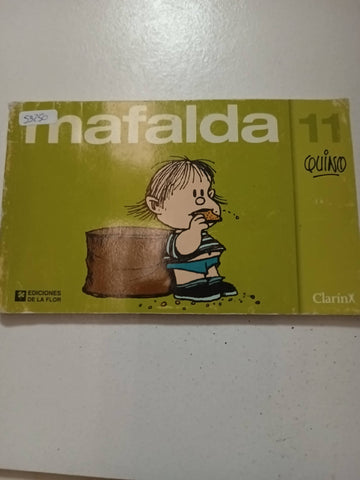 53250
mafalda
11
QUINO
EDICIONES
DE LA FLOR
ClarinX